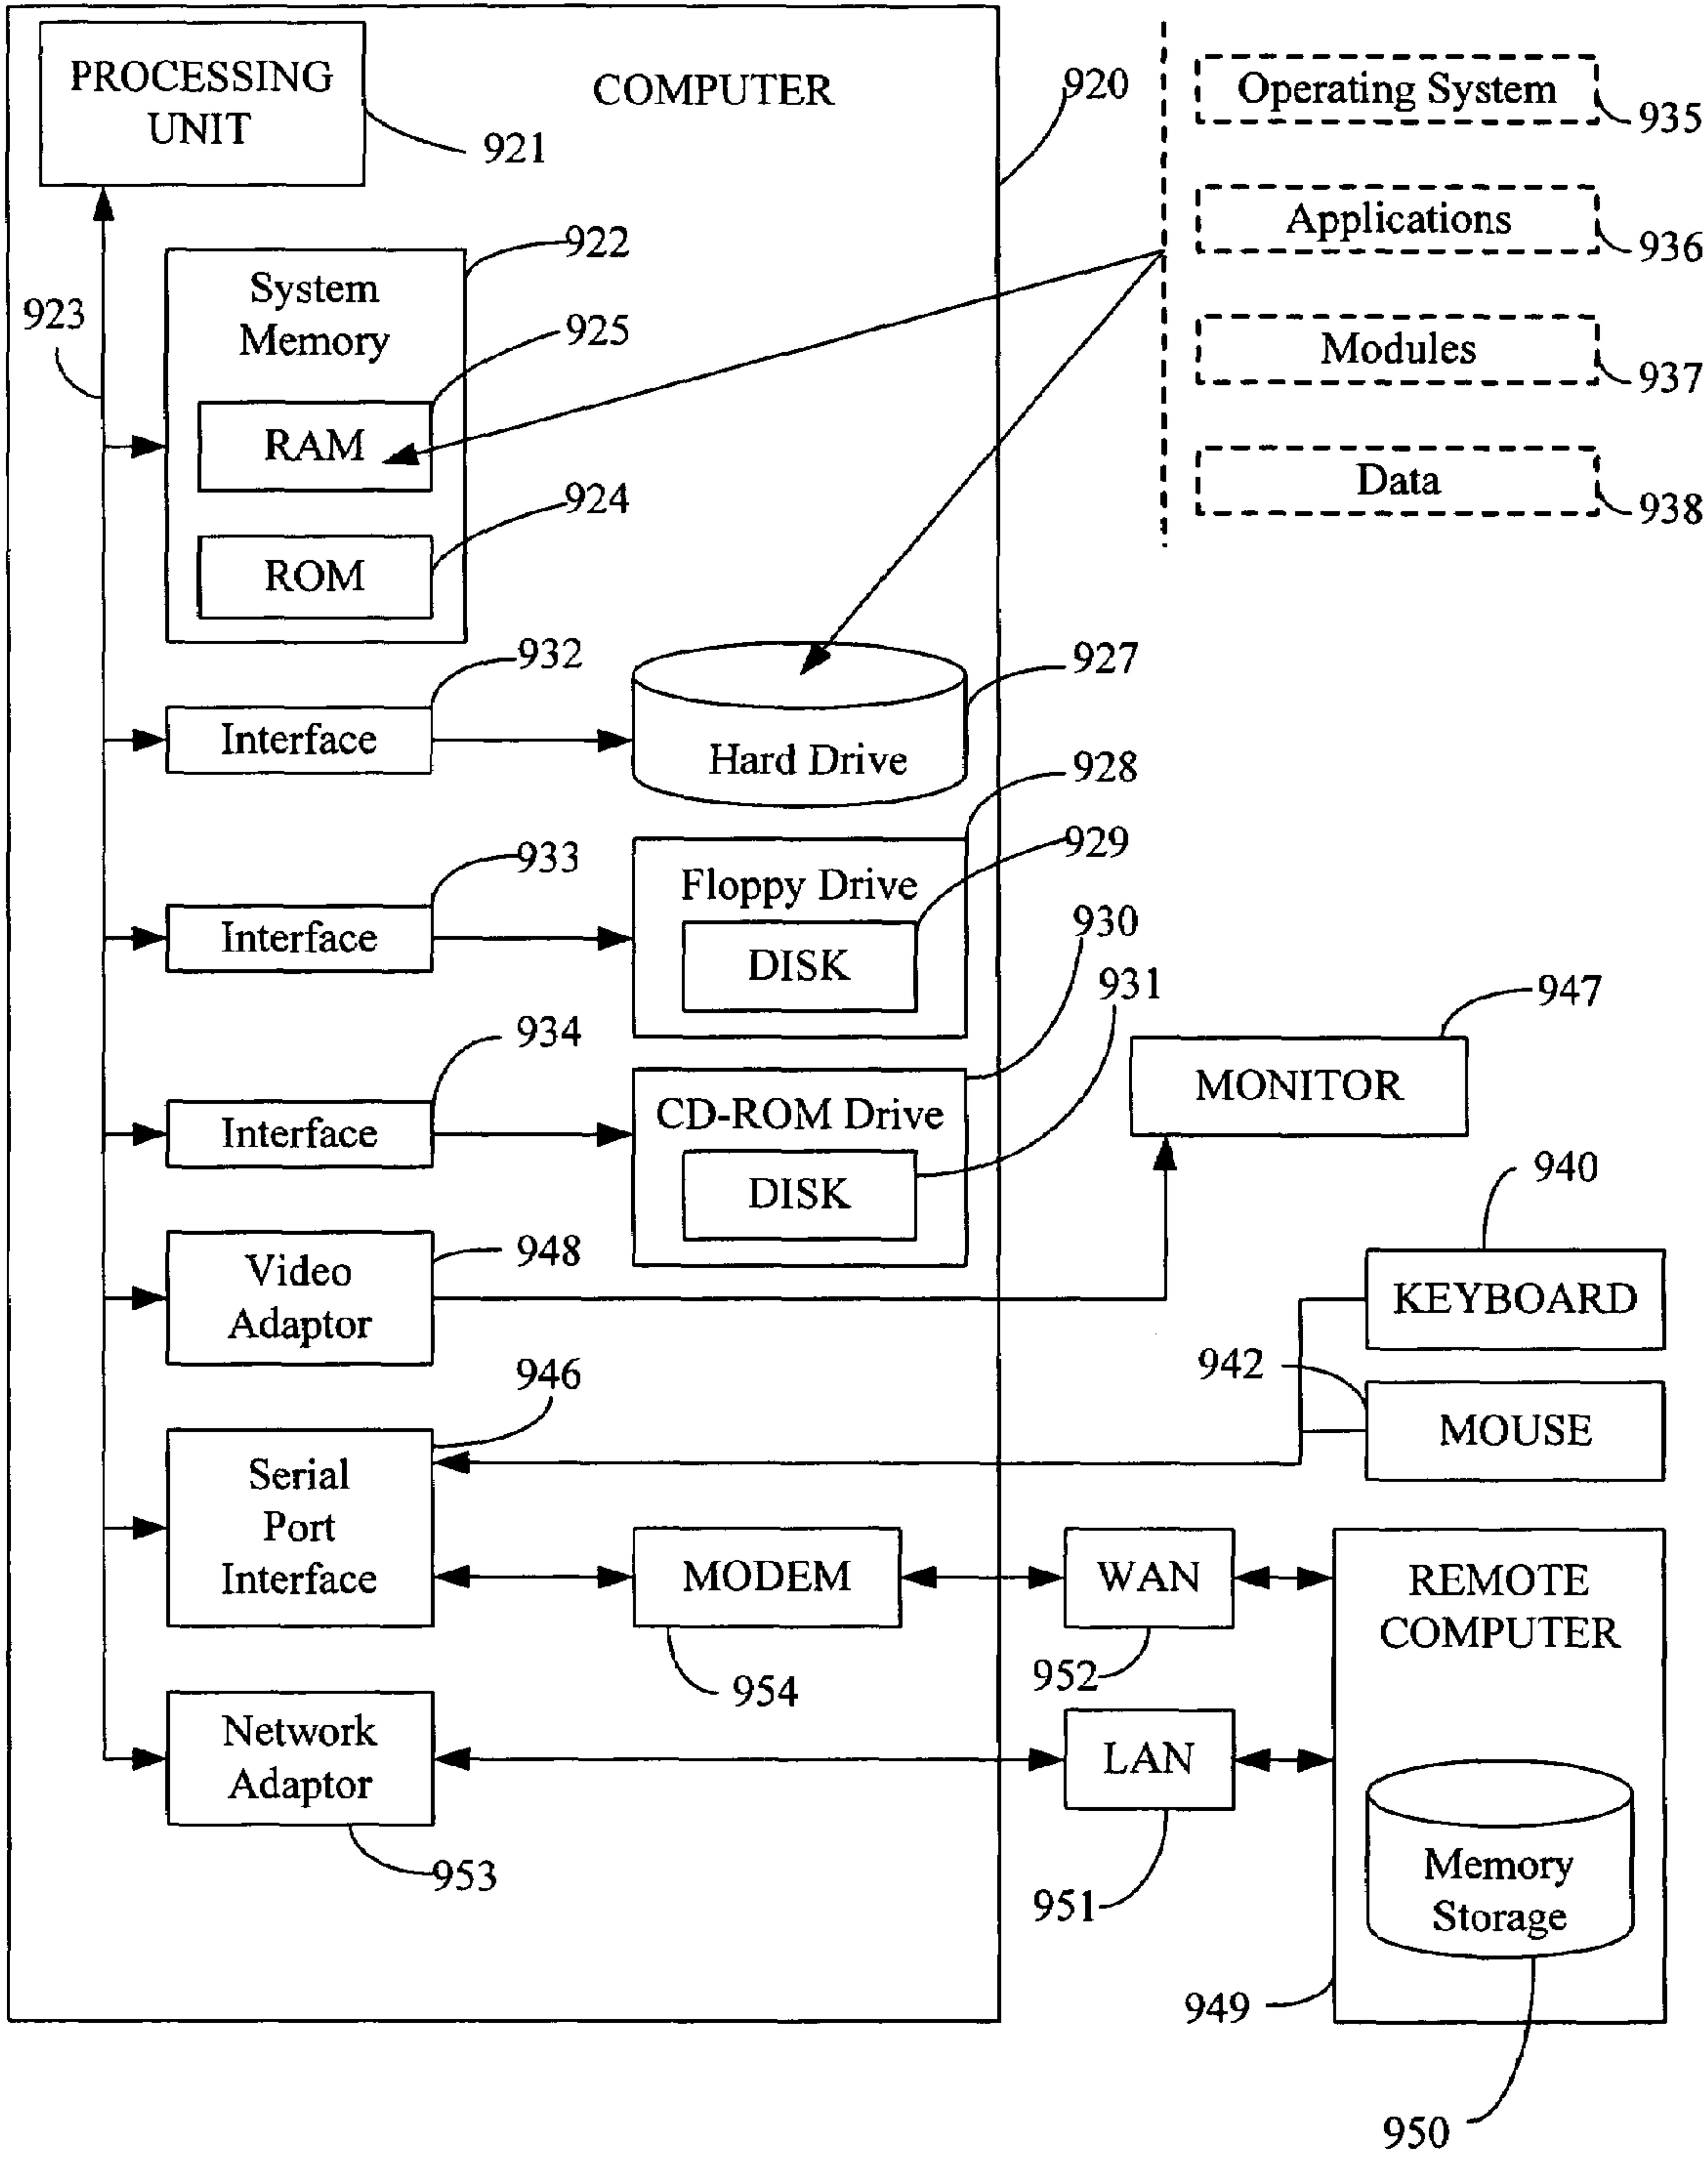 PROCESSING
UNIT
921
COMPUTER
920
Operating System
935
Applications
936
Modules
937
Data
938
922
System
Memory
923
925
RAM
924
ROM
932
Interface
927
Hard Drive
928
933
Interface
929
Floppy Drive
DISK
930
931
934
Interface
CD-ROM Drive
DISK
947
MONITOR
948
Video
Adaptor
940
KEYBOARD
942
MOUSE
946
Serial
Port
Interface
MODEM
954
WAN
952
REMOTE
COMPUTER
Network
Adaptor
953
LAN
951
Memory
Storage
949
950